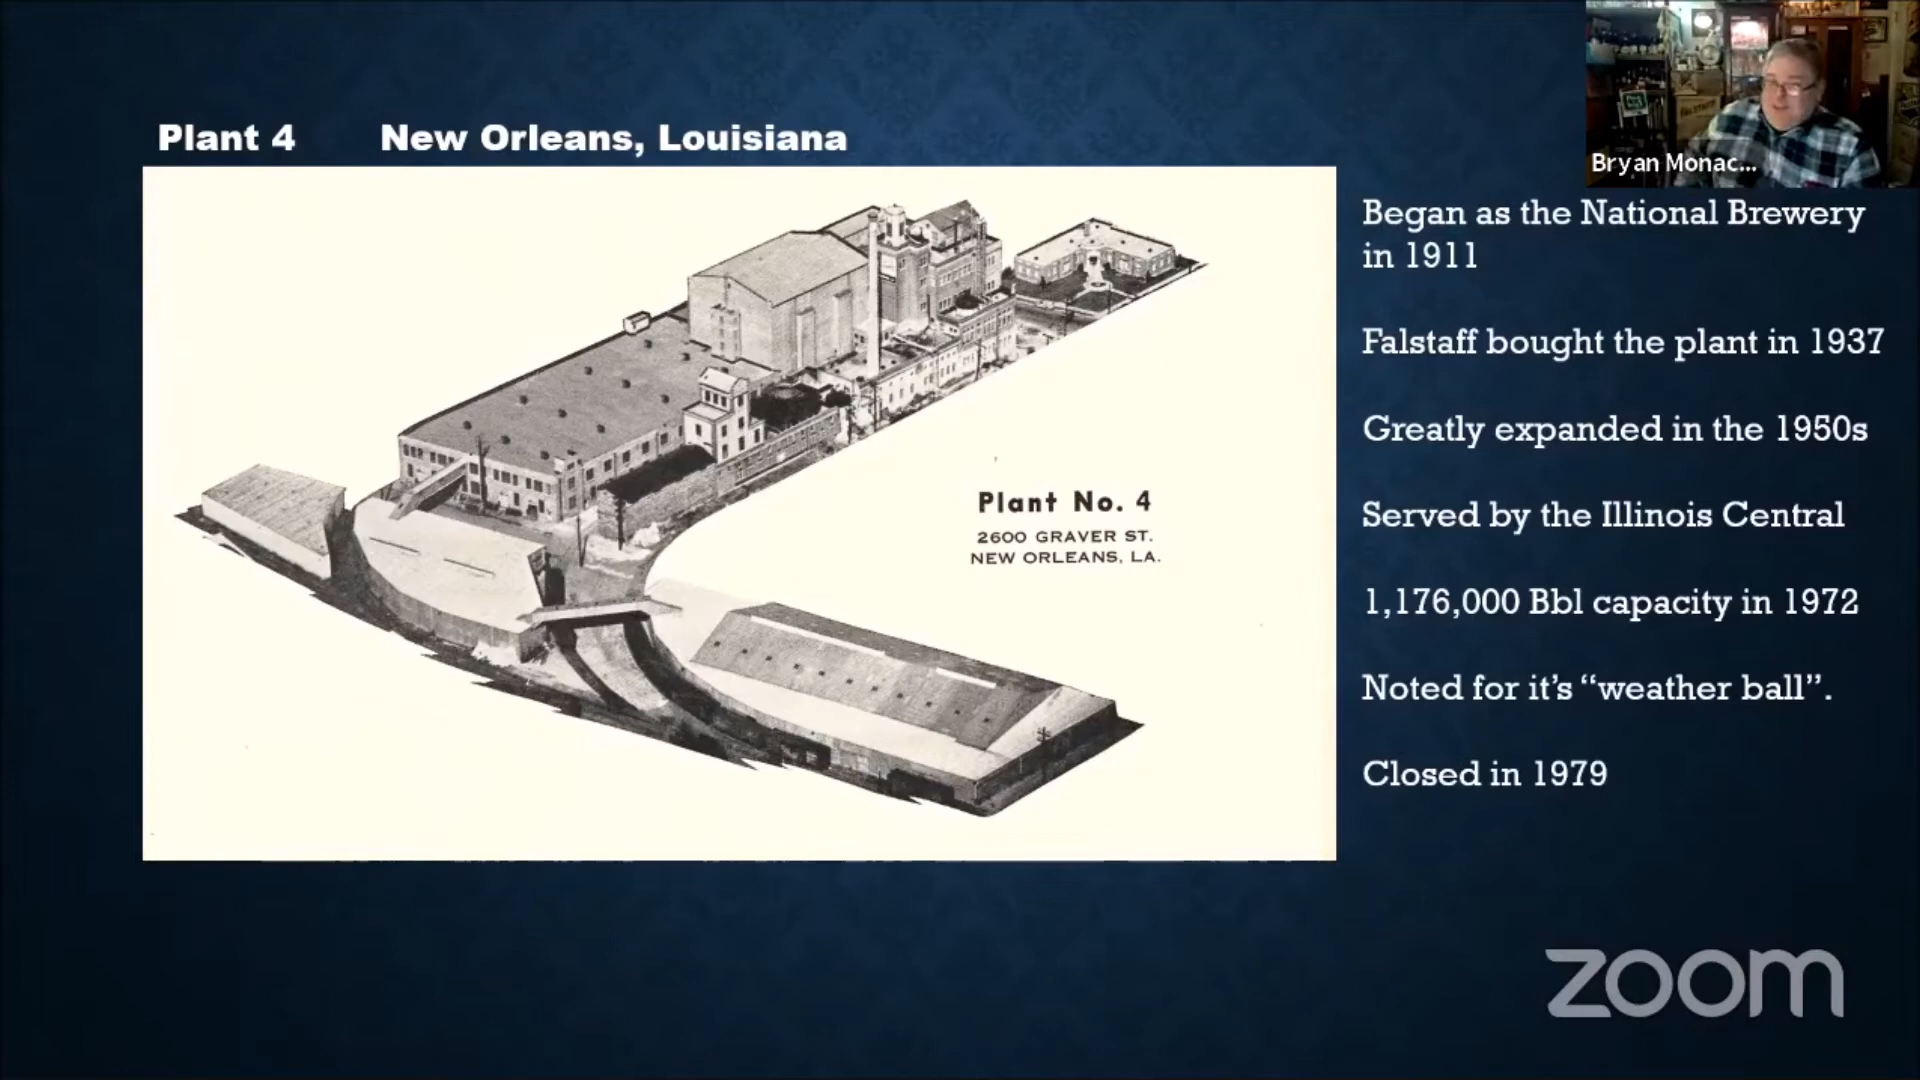 Plant 4 New Orleans, Louisiana
Bryan Monac...
Began as the National Brewery
in 1911
Falstaff bought the plant in 1937
Greatly expanded in the 1950s
Served by the Illinois Central
1,176,000 Bbl capacity in 1972
Noted for it's “weather ball”.
Closed in 1979
Plant No. 4
2600 GRAVER ST.
NEW ORLEANS, LA.
zoom